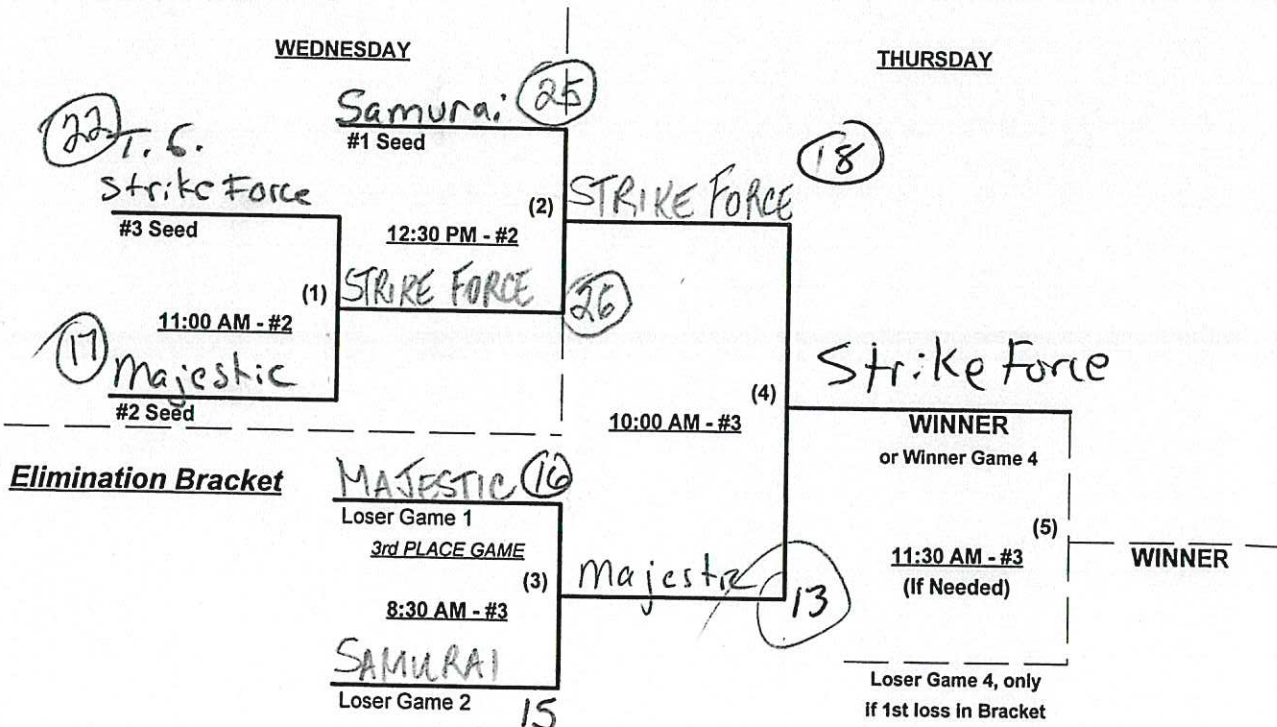 WEDNESDAY
THURSDAY
Samurai 25
#1 Seed
22 T. S.
Strike Force
#3 Seed
18
(2) STRIKE FORCE
12:30 PM - #2
(1) STRIKE FORCE 26
11:00 AM - #2
17 Majestic
#2 Seed
Strike Force
(4)
10:00 AM - #3
WINNER
or Winner Game 4
Elimination Bracket
MAJESTIC 16
Loser Game 1
3rd PLACE GAME
(3) Majestic 13
8:30 AM - #3
SAMURAI
Loser Game 2 15
(5)
11:30 AM - #3
(If Needed)
WINNER
Loser Game 4, only
if 1st loss in Bracket